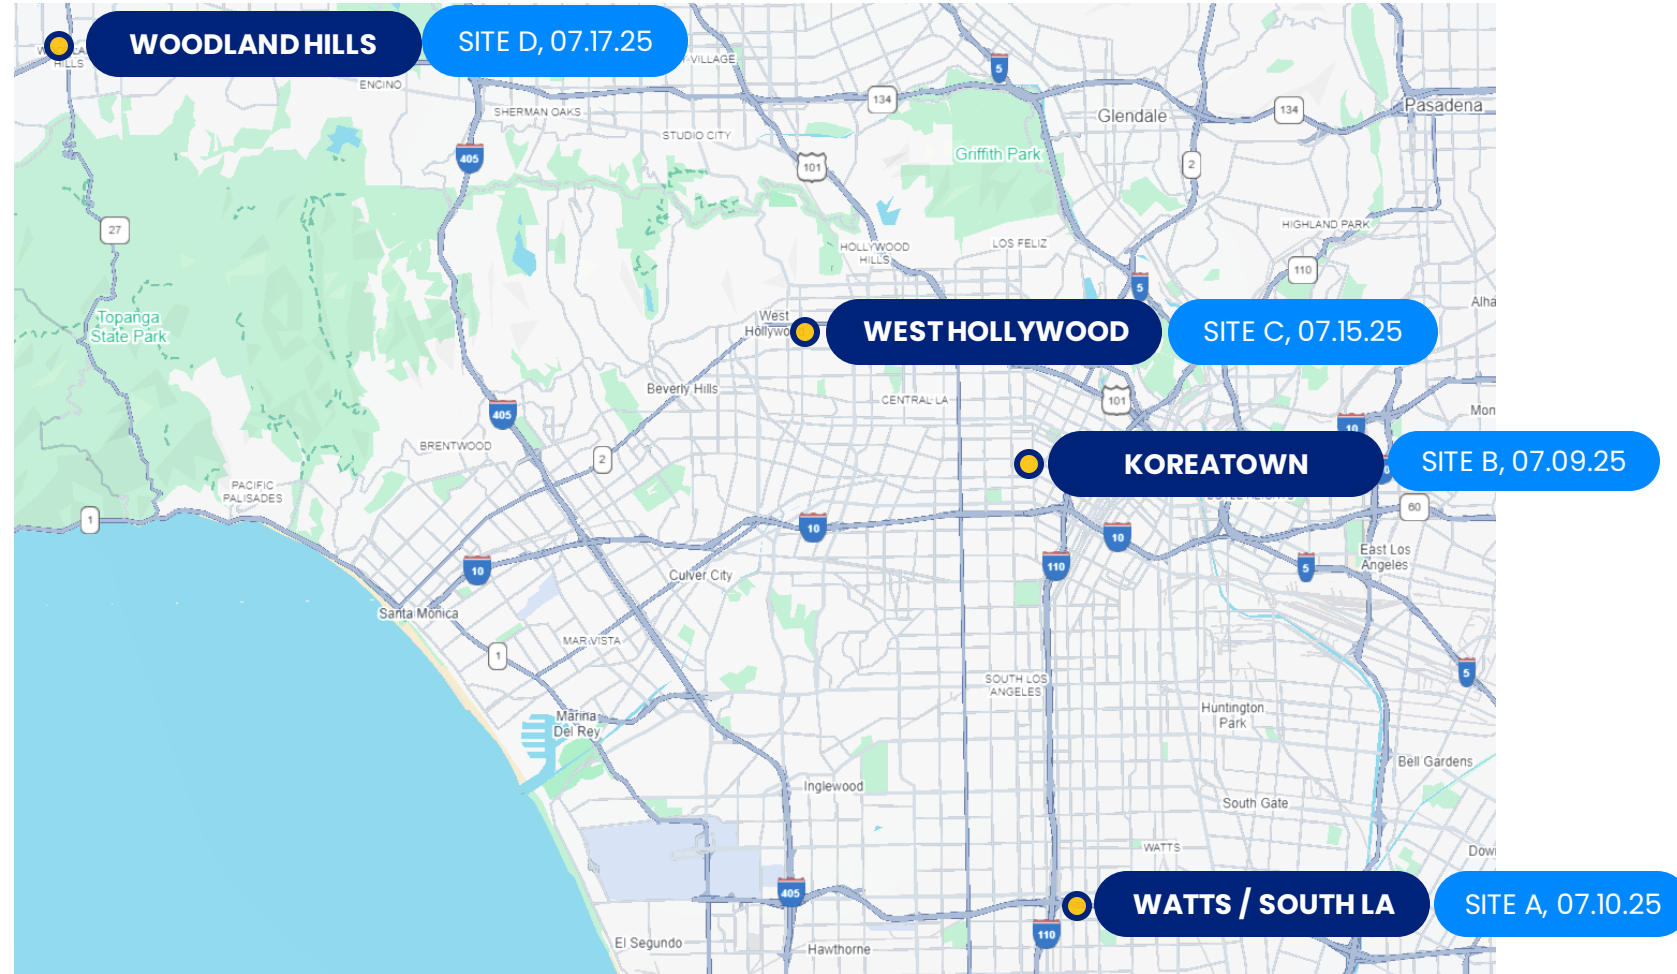 WOODLAND HILLS
SITE D, 07.17.25
HILLS
VILLAGE
ENCINO
SHERMAN OAKS
STUDIO CITY
134
5
Glendale
134
Pasadena
405
101
Griffith Park
2
27
HOLLYWOOD
HILLS
LOS FELIZ
HIGHLAND PARK
110
5
Topanga
State Park
West
WEST HOLLYWOOD
SITE C, 07.15.25
Beverly Hills
CENTRAL LA
101
405
10
BRENTWOOD
2
KOREATOWN
SITE B, 07.09.25
PACIFIC
PALISADES
1
10
10
60
East Los
Angeles
5
110
10
Culver City
Santa Monica
MAR VISTA
1
SOUTH LOS
ANGELES
5
Huntington
Park
Marina
Del Rey
Bell Gardens
Inglewood
South Gate
WATTS
405
WATTS / SOUTH LA
SITE A, 07.10.25
110
El Segundo
Hawthorne